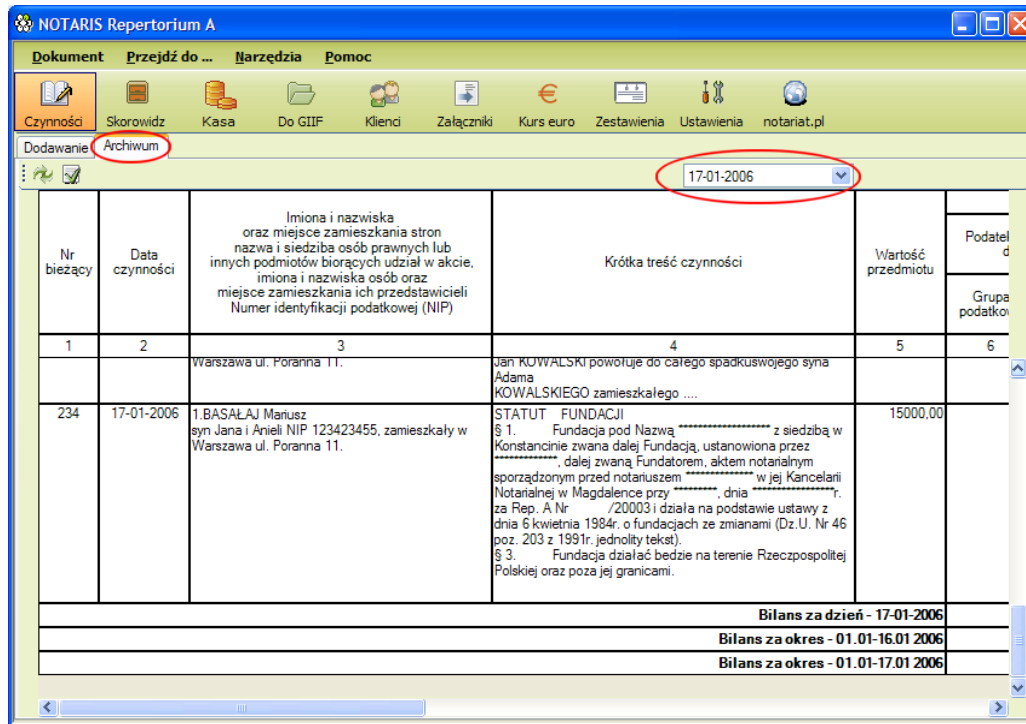 NOTARIS Repertorium A
Dokument Przejdź do ... Narzędzia Pomoc
Czynności Skorowidz Kasa Do GIIF Klienci Załączniki Kurs euro Zestawienia Ustawienia notariat.pl
Dodawanie Archiwum
17-01-2006
Nr
bieżący
Data
czynności
Imiona i nazwiska
oraz miejsce zamieszkania stron
nazwa i siedziba osób prawnych lub
innych podmiotów biorących udział w akcie,
imiona i nazwiska osób oraz
miejsce zamieszkania ich przedstawicieli
Numer identyfikacji podatkowej (NIP)
Krótka treść czynności
Wartość
przedmiotu
Podatek
d
Grupa
podatkow
1 2 3 4 5 6
Warszawa ul. Poranna 11.
Jan KOWALSKI powołuje do całego spadkuswojego syna
Adama
KOWALSKIEGO zamieszkałego ....
234 17-01-2006
1.BASAŁAJ Mariusz
syn Jana i Anieli NIP 123423455, zamieszkały w
Warszawa ul. Poranna 11.
STATUT FUNDACJI
§ 1. Fundacja pod Nazwą ******************** z siedzibą w
Konstancinie zwana dalej Fundacją, ustanowiona przez
**************, dalej zwaną Fundatorem, aktem notarialnym
sporządzonym przed notariuszem *************** w jej Kancelarii
Notarialnej w Magdalence przy *********, dnia ******************r.
za Rep. A Nr /20003 i działa na podstawie ustawy z
dnia 6 kwietnia 1984r. o fundacjach ze zmianami (Dz.U. Nr 46
poz. 203 z 1991r. jednolity tekst).
§ 3. Fundacja działać bedzie na terenie Rzeczpospolitej
Polskiej oraz poza jej granicami.
15000,00
Bilans za dzień - 17-01-2006
Bilans za okres - 01.01-16.01 2006
Bilans za okres - 01.01-17.01 2006